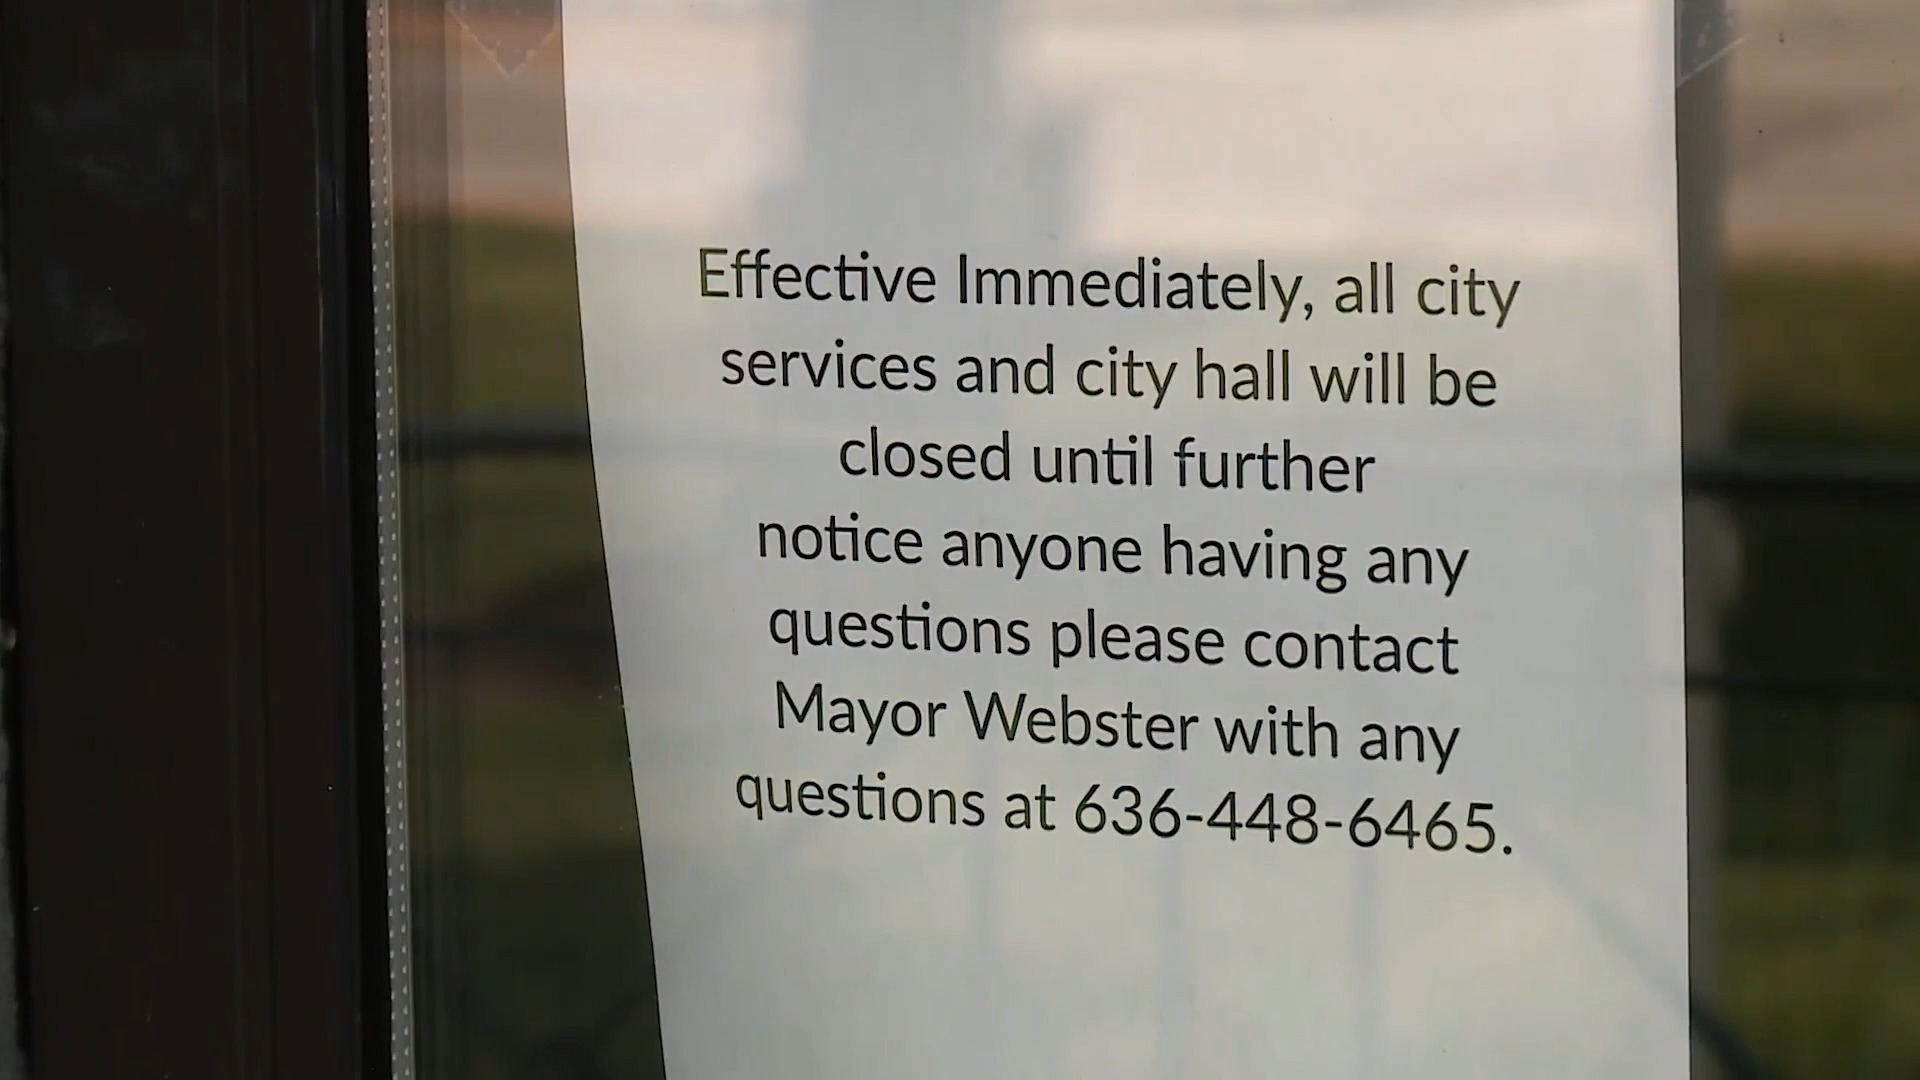 Effective Immediately, all city
services and city hall will be
closed until further
notice anyone having any
questions please contact
Mayor Webster with any
questions at 636-448-6465.